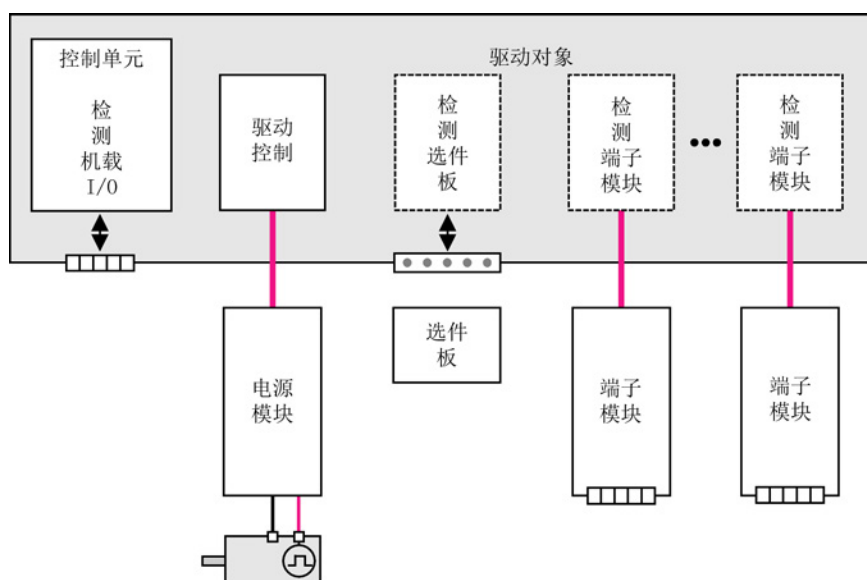 驱动对象
控制单元
检
测
机载
I/O
驱动
控制
检
测
选件
板
检
测
端子
模块
检
测
端子
模块
电源
模块
选件
板
端子
模块
端子
模块